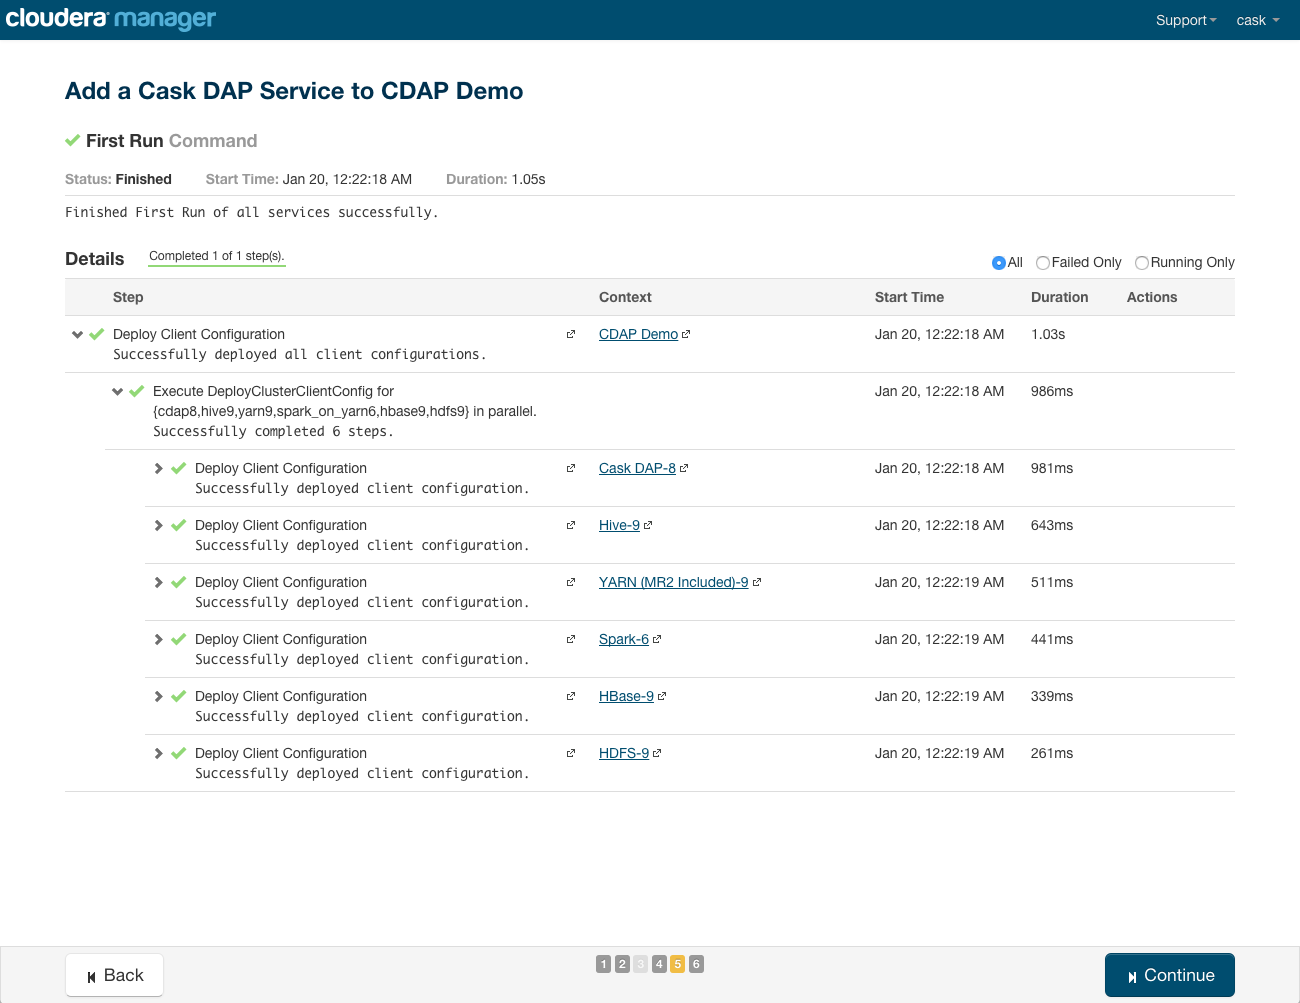 cloudera manager Support cask
Add a Cask DAP Service to CDAP Demo
First Run Command
Status: Finished Start Time: Jan 20, 12:22:18 AM Duration: 1.05s
Finished First Run of all services successfully.
Details Completed 1 of 1 step(s). All Failed Only Running Only
Step Context Start Time Duration Actions
Deploy Client Configuration CDAP Demo Jan 20, 12:22:18 AM 1.03s
Successfully deployed all client configurations.
Execute DeployClusterClientConfig for Jan 20, 12:22:18 AM 986ms
{cdap8,hive9,yarn9,spark_on_yarn6,hbase9,hdfs9} in parallel.
Successfully completed 6 steps.
Deploy Client Configuration Cask DAP-8 Jan 20, 12:22:18 AM 981ms
Successfully deployed client configuration.
Deploy Client Configuration Hive-9 Jan 20, 12:22:18 AM 643ms
Successfully deployed client configuration.
Deploy Client Configuration YARN (MR2 Included)-9 Jan 20, 12:22:19 AM 511ms
Successfully deployed client configuration.
Deploy Client Configuration Spark-6 Jan 20, 12:22:19 AM 441ms
Successfully deployed client configuration.
Deploy Client Configuration HBase-9 Jan 20, 12:22:19 AM 339ms
Successfully deployed client configuration.
Deploy Client Configuration HDFS-9 Jan 20, 12:22:19 AM 261ms
Successfully deployed client configuration.
Back 1 2 3 4 5 6 Continue